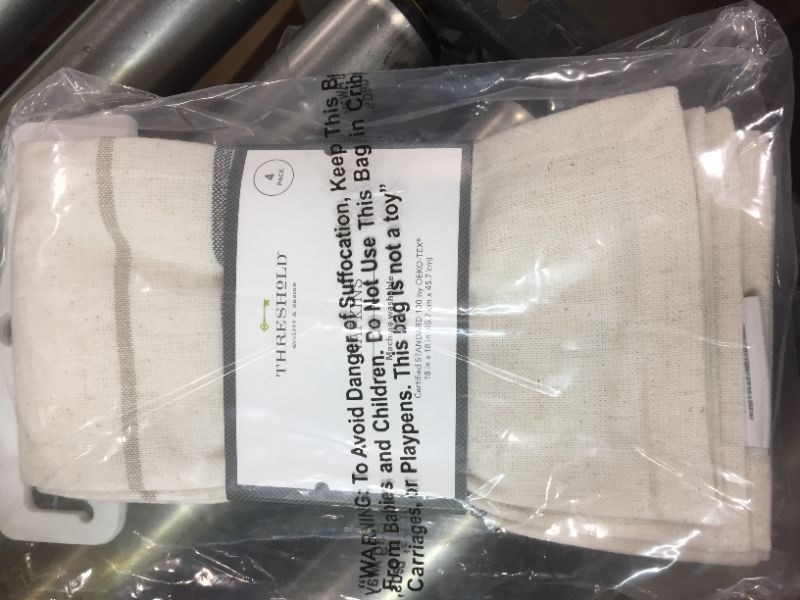 4
PACK
THRESHOLD
QUALITY & DESIGN
NAPKINS
Machine washable
Certified STANDARD 100 by OEKO-TEX®
18 in x 18 in (45.7 cm x 45.7 cm)
"WARNING: To Avoid Danger of Suffocation, Keep This
From Babies and Children. Do Not Use This Bag in
Carriages, or Playpens. This bag is not a toy"